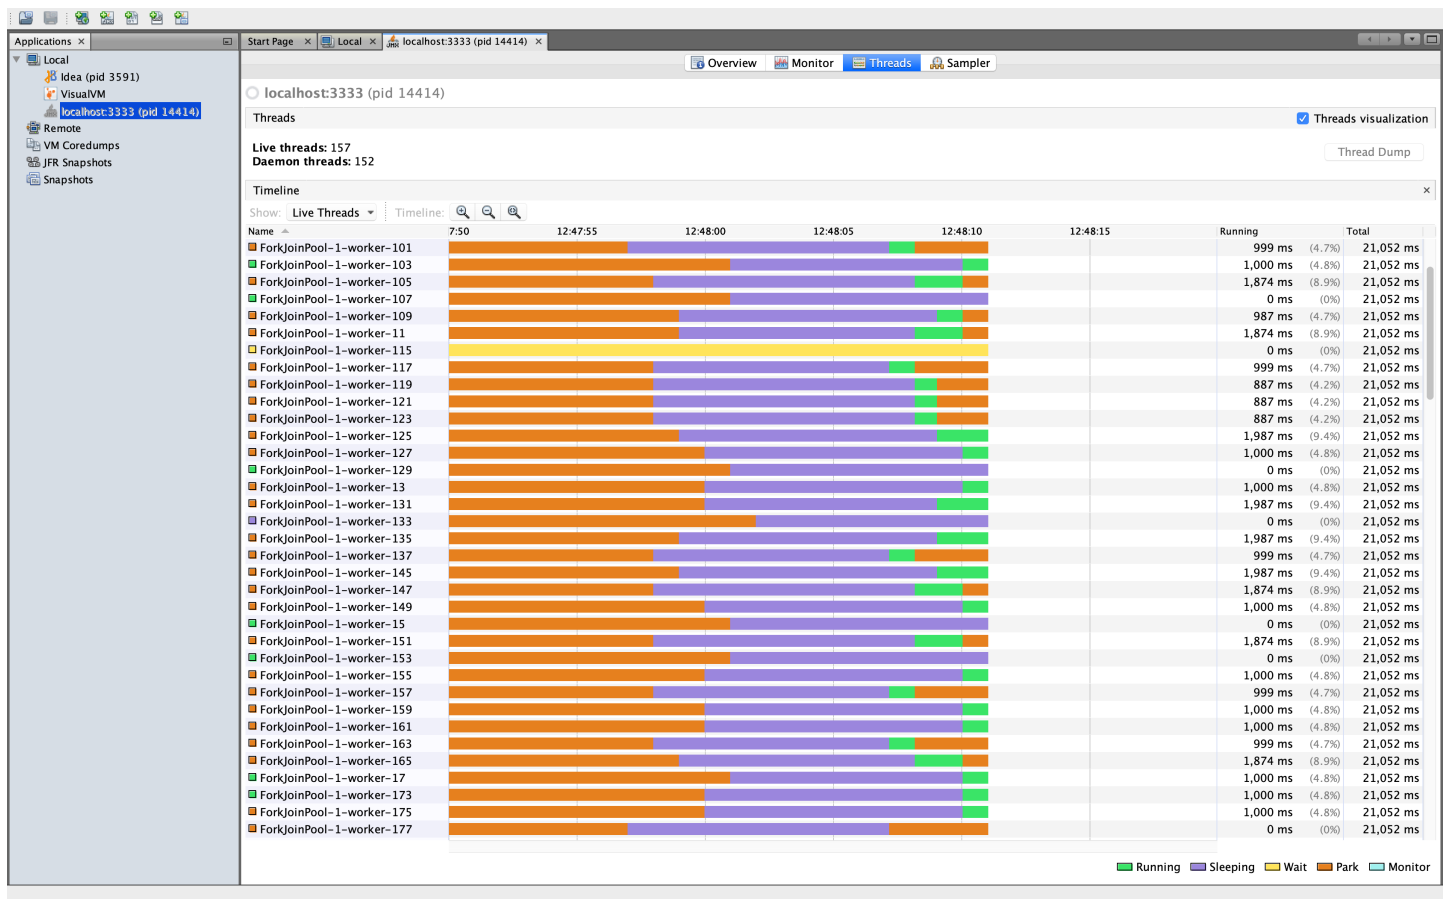 Applications
Start Page
Local
localhost:3333 (pid 14414)
Local
Idea (pid 3591)
VisualVM
localhost:3333 (pid 14414)
Remote
VM Coredumps
JFR Snapshots
Snapshots
Overview Monitor Threads Sampler
localhost:3333 (pid 14414)
Threads
Threads visualization
Live threads: 157
Daemon threads: 152
Thread Dump
Timeline
Show: Live Threads Timeline:
Name 7:50 12:47:55 12:48:00 12:48:05 12:48:10 12:48:15 Running Total
ForkJoinPool-1-worker-101 999 ms (4.7%) 21,052 ms
ForkJoinPool-1-worker-103 1,000 ms (4.8%) 21,052 ms
ForkJoinPool-1-worker-105 1,874 ms (8.9%) 21,052 ms
ForkJoinPool-1-worker-107 0 ms (0%) 21,052 ms
ForkJoinPool-1-worker-109 987 ms (4.7%) 21,052 ms
ForkJoinPool-1-worker-11 1,874 ms (8.9%) 21,052 ms
ForkJoinPool-1-worker-115 0 ms (0%) 21,052 ms
ForkJoinPool-1-worker-117 999 ms (4.7%) 21,052 ms
ForkJoinPool-1-worker-119 887 ms (4.2%) 21,052 ms
ForkJoinPool-1-worker-121 887 ms (4.2%) 21,052 ms
ForkJoinPool-1-worker-123 887 ms (4.2%) 21,052 ms
ForkJoinPool-1-worker-125 1,987 ms (9.4%) 21,052 ms
ForkJoinPool-1-worker-127 1,000 ms (4.8%) 21,052 ms
ForkJoinPool-1-worker-129 0 ms (0%) 21,052 ms
ForkJoinPool-1-worker-13 1,000 ms (4.8%) 21,052 ms
ForkJoinPool-1-worker-131 1,987 ms (9.4%) 21,052 ms
ForkJoinPool-1-worker-133 0 ms (0%) 21,052 ms
ForkJoinPool-1-worker-135 1,987 ms (9.4%) 21,052 ms
ForkJoinPool-1-worker-137 999 ms (4.7%) 21,052 ms
ForkJoinPool-1-worker-145 1,987 ms (9.4%) 21,052 ms
ForkJoinPool-1-worker-147 1,874 ms (8.9%) 21,052 ms
ForkJoinPool-1-worker-149 1,000 ms (4.8%) 21,052 ms
ForkJoinPool-1-worker-15 0 ms (0%) 21,052 ms
ForkJoinPool-1-worker-151 1,874 ms (8.9%) 21,052 ms
ForkJoinPool-1-worker-153 0 ms (0%) 21,052 ms
ForkJoinPool-1-worker-155 1,000 ms (4.8%) 21,052 ms
ForkJoinPool-1-worker-157 999 ms (4.7%) 21,052 ms
ForkJoinPool-1-worker-159 1,000 ms (4.8%) 21,052 ms
ForkJoinPool-1-worker-161 1,000 ms (4.8%) 21,052 ms
ForkJoinPool-1-worker-163 999 ms (4.7%) 21,052 ms
ForkJoinPool-1-worker-165 1,874 ms (8.9%) 21,052 ms
ForkJoinPool-1-worker-17 1,000 ms (4.8%) 21,052 ms
ForkJoinPool-1-worker-173 1,000 ms (4.8%) 21,052 ms
ForkJoinPool-1-worker-175 1,000 ms (4.8%) 21,052 ms
ForkJoinPool-1-worker-177 0 ms (0%) 21,052 ms
Running Sleeping Wait Park Monitor